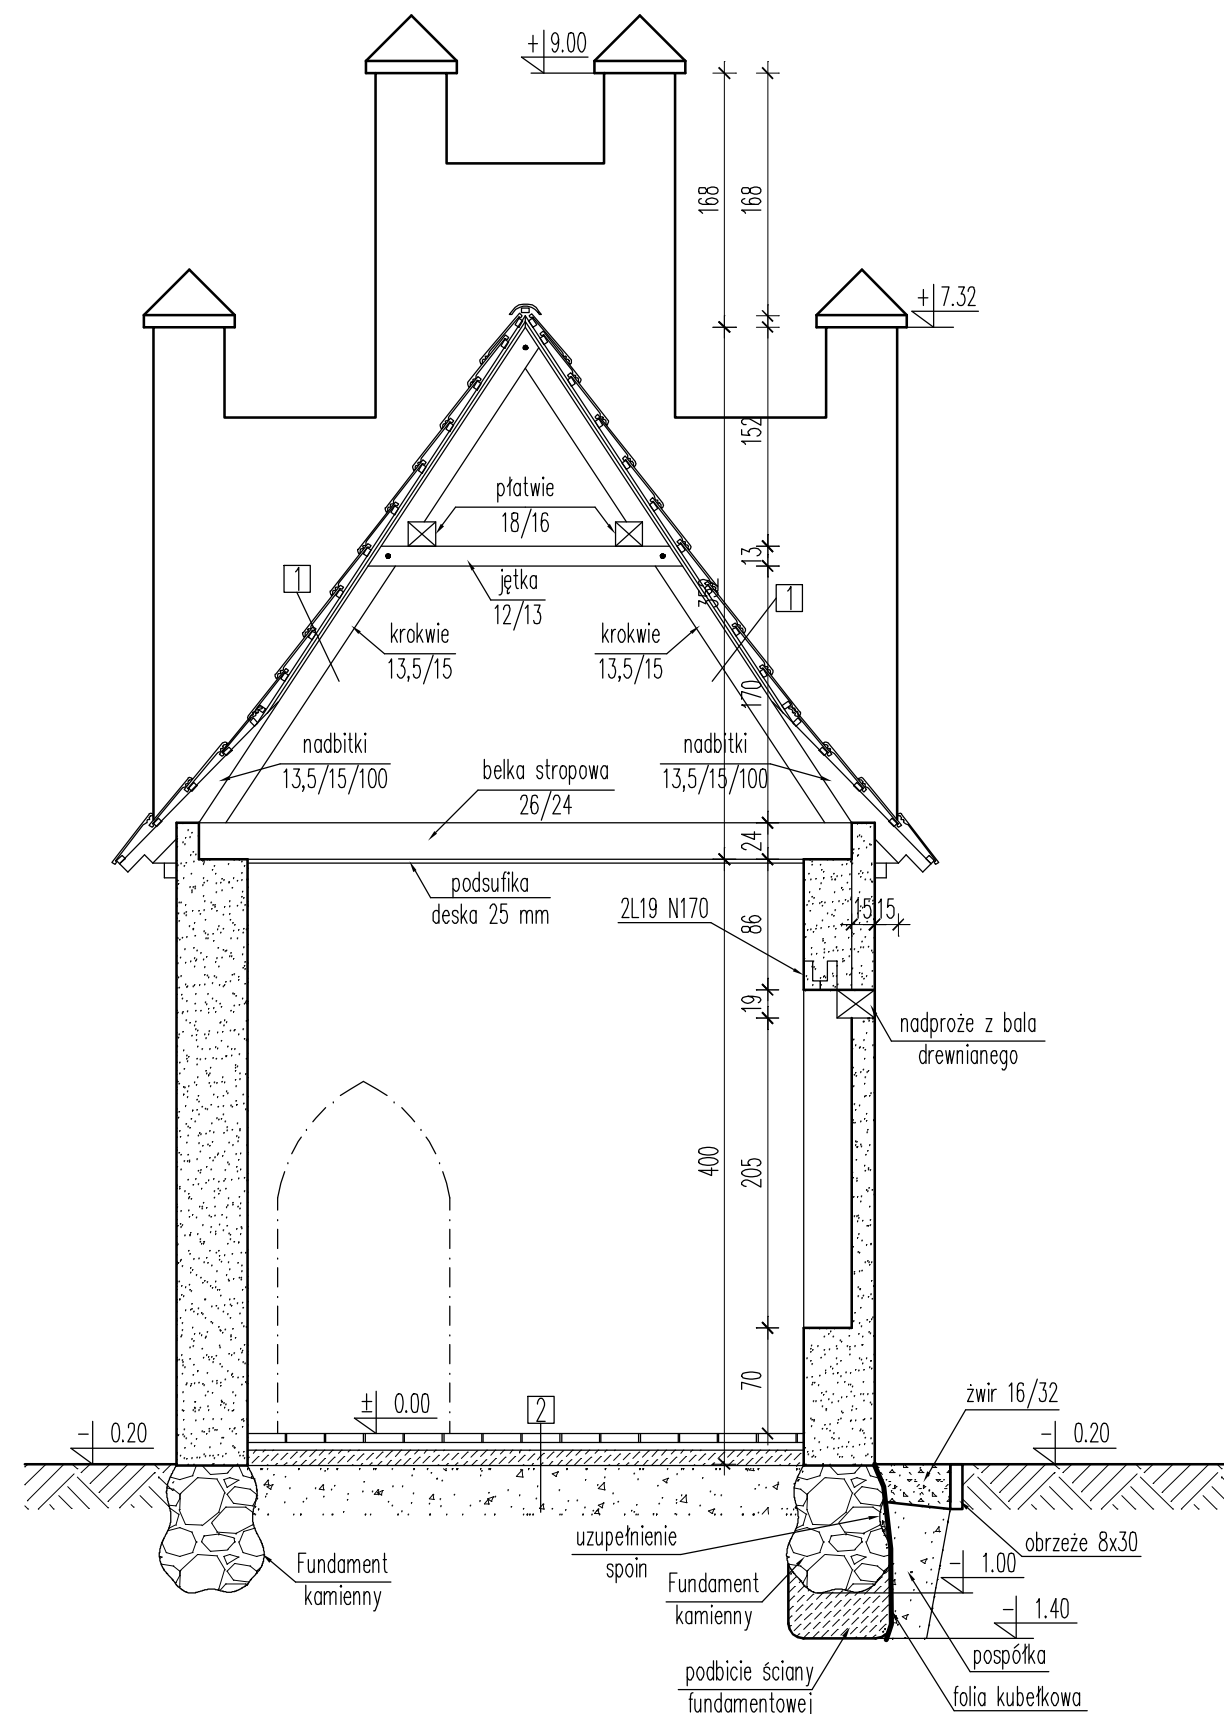 + 9.00
168
168
+ 7.32
152
płatwie
18/16
13
jętka
12/13
1
1
krokwie
13,5/15
krokwie
13,5/15
170
nadbitki
13,5/15/100
nadbitki
13,5/15/100
belka stropowa
26/24
24
podsufika
deska 25 mm
2L19 N170
86
15
15
19
nadproże z bala
drewnianego
400
205
70
± 0.00
2
żwir 16/32
- 0.20
- 0.20
uzupełnienie
spoin
obrzeże 8x30
Fundament
kamienny
Fundament
kamienny
- 1.00
- 1.40
pospółka
podbicie ściany
fundamentowej
folia kubełkowa